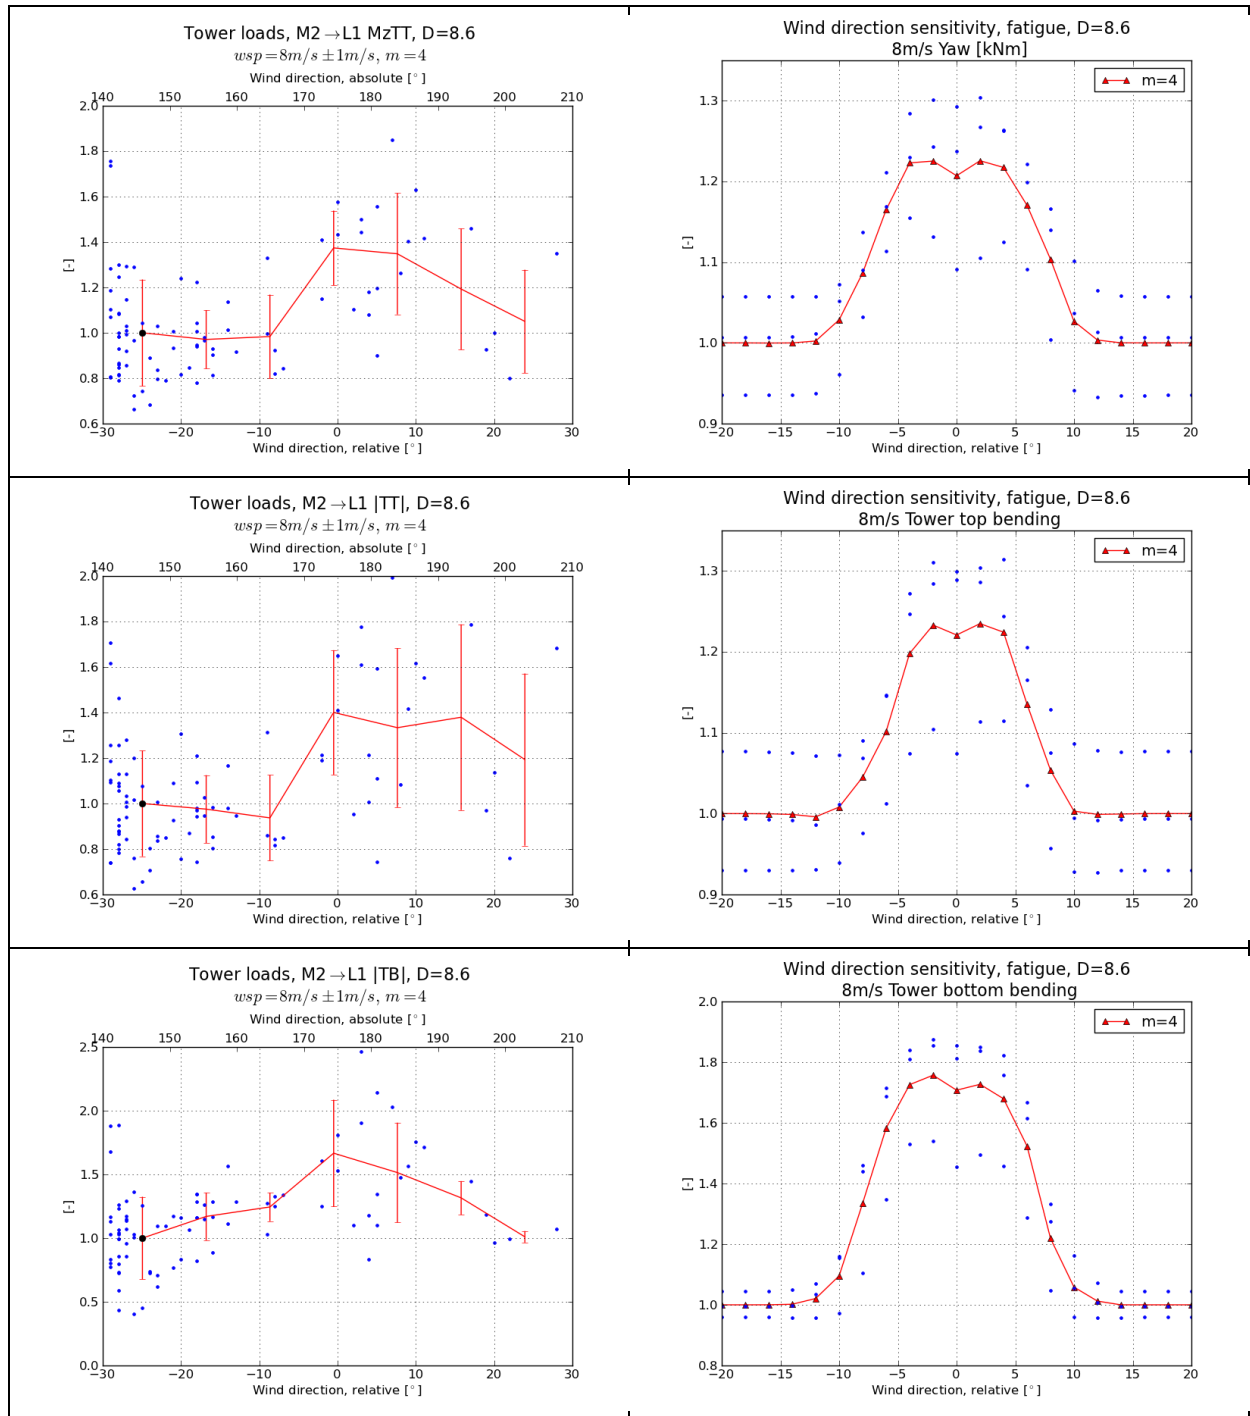 Tower loads, M2→L1 MzTT, D=8.6
wsp=8m/s±1m/s, m=4
Wind direction, absolute [°]
140 150 160 170 180 190 200 210
2.0
1.8
1.6
1.4
1.2
1.0
0.8
0.6
[-]
−30 −20 −10 0 10 20 30
Wind direction, relative [°]
Wind direction sensitivity, fatigue, D=8.6
8m/s Yaw [kNm]
m=4
1.3
1.2
1.1
1.0
0.9
[-]
−20 −15 −10 −5 0 5 10 15 20
Wind direction [°]
Tower loads, M2→L1 |TT|, D=8.6
wsp=8m/s±1m/s, m=4
Wind direction, absolute [°]
140 150 160 170 180 190 200 210
2.0
1.8
1.6
1.4
1.2
1.0
0.8
0.6
[-]
−30 −20 −10 0 10 20 30
Wind direction, relative [°]
Wind direction sensitivity, fatigue, D=8.6
8m/s Tower top bending
m=4
1.3
1.2
1.1
1.0
0.9
[-]
−20 −15 −10 −5 0 5 10 15 20
Wind direction [°]
Tower loads, M2→L1 |TB|, D=8.6
wsp=8m/s±1m/s, m=4
Wind direction, absolute [°]
140 150 160 170 180 190 200 210
2.5
2.0
1.5
1.0
0.5
0.0
[-]
−30 −20 −10 0 10 20 30
Wind direction, relative [°]
Wind direction sensitivity, fatigue, D=8.6
8m/s Tower bottom bending
m=4
2.0
1.8
1.6
1.4
1.2
1.0
0.8
[-]
−20 −15 −10 −5 0 5 10 15 20
Wind direction [°]